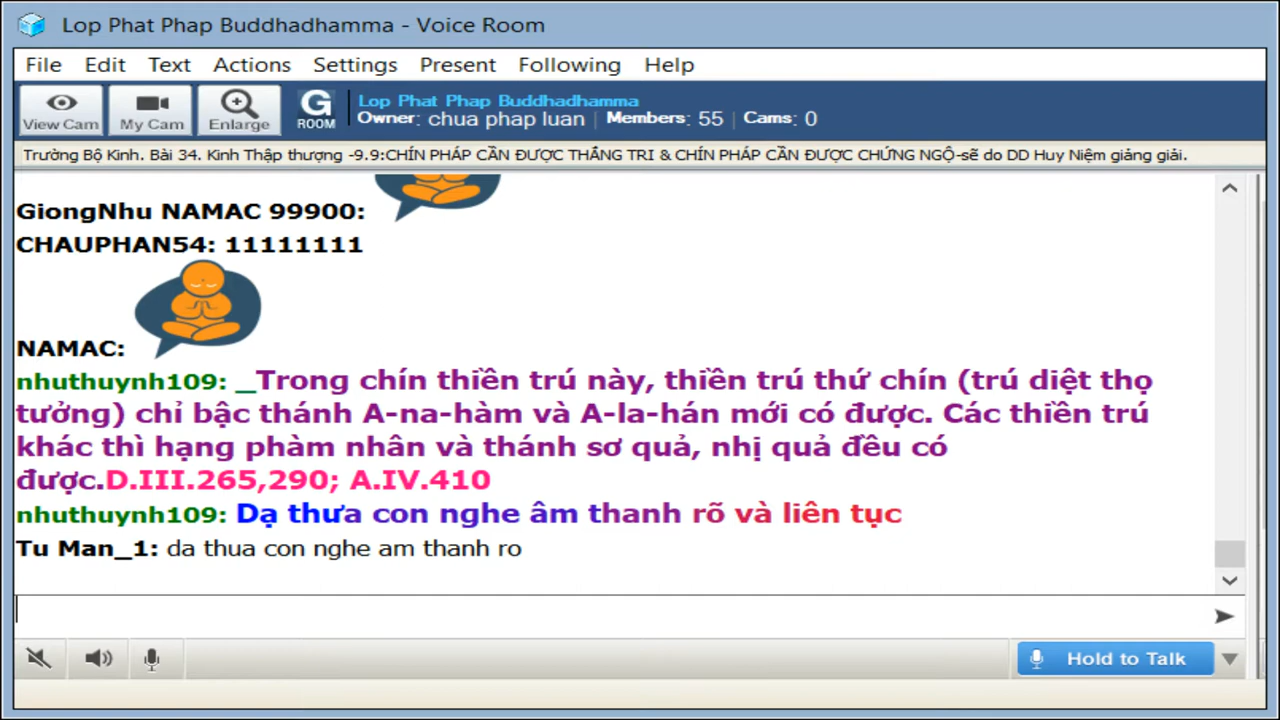 Lop Phat Phap Buddhadhamma - Voice Room
File Edit Text Actions Settings Present Following Help
View Cam My Cam Enlarge G ROOM
Lop Phat Phap Buddhadhamma
Owner: chua phap luan | Members: 55 | Cams: 0
Trường Bộ Kinh. Bài 34. Kinh Thập thượng -9.9:CHÍN PHÁP CẦN ĐƯỢC THẮNG TRI & CHÍN PHÁP CẦN ĐƯỢC CHỨNG NGỘ-sẽ do DD Huy Niệm giảng giải.
GiongNhu NAMAC 99900:
CHAUPHAN54: 11111111
NAMAC:
nhuthuynh109: _Trong chín thiền trú này, thiền trú thứ chín (trú diệt thọ
tưởng) chỉ bậc thánh A-na-hàm và A-la-hán mới có được. Các thiền trú
khác thì hạng phàm nhân và thánh sơ quả, nhị quả đều có
được.D.III.265,290; A.IV.410
nhuthuynh109: Dạ thưa con nghe âm thanh rõ và liên tục
Tu Man_1: da thua con nghe am thanh ro
Hold to Talk